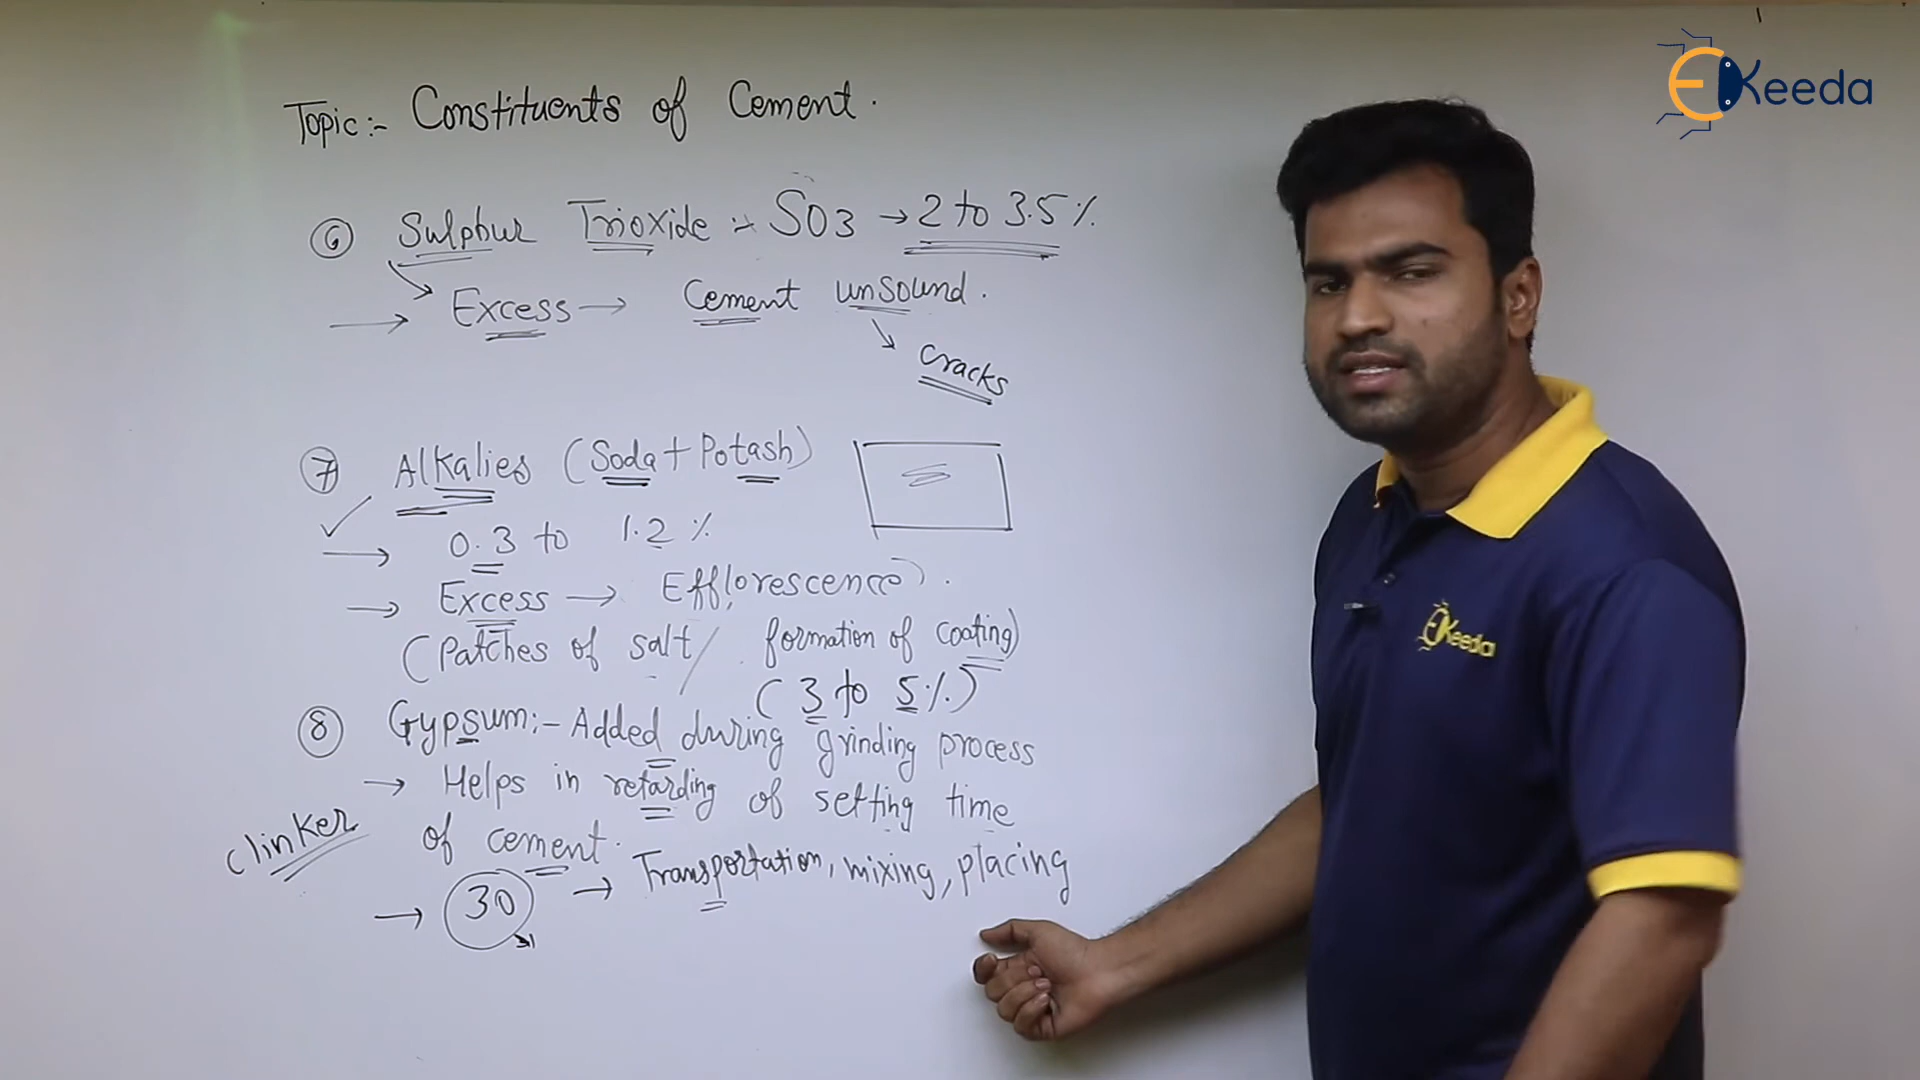 EKeeda
Topic:- Constituents of Cement.
6 Sulphur Trioxide :- SO3 → 2 to 3.5%
→ Excess → Cement unsound.
cracks
7 Alkalies (Soda + Potash)
→ 0.3 to 1.2%
→ Excess → Efflorescence.
(Patches of salt / formation of coating)
(3 to 5%)
8 Gypsum:- Added during grinding process
→ Helps in retarding of setting time
of cement.
clinker
→ 30 → Transportation, mixing, placing
EKeeda